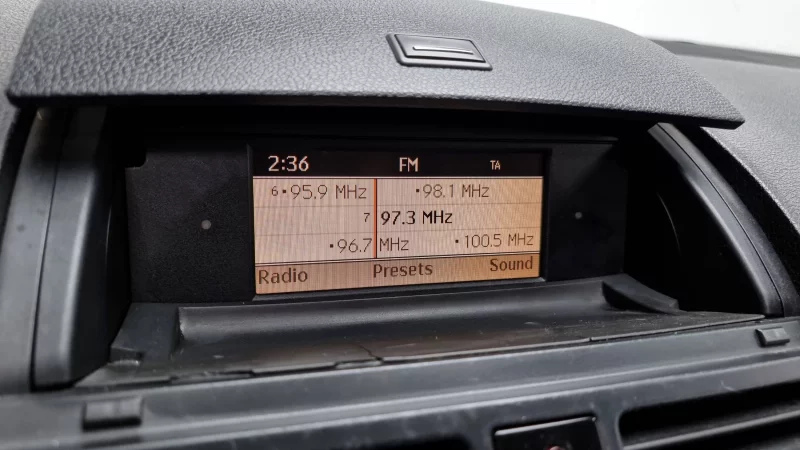 2:36 FM TA
6 • 95.9 MHz • 98.1 MHz
7 97.3 MHz
• 96.7 MHz • 100.5 MHz
Radio Presets Sound